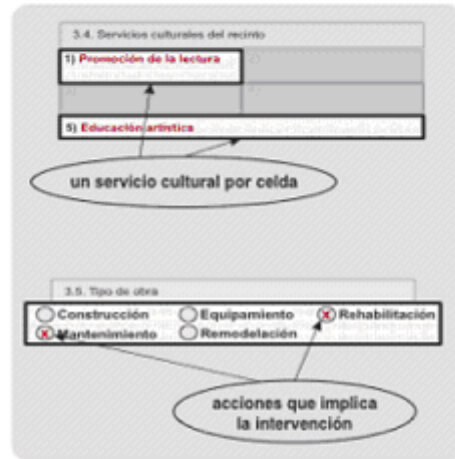 3.4. Servicios culturales del recinto
1) Promoción de la lectura
5) Educación artística
un servicio cultural por celda
3.5. Tipo de obra
Construcción Equipamento Rehabilitación
Mantenimiento Remodelación
acciones que implica
la intervención